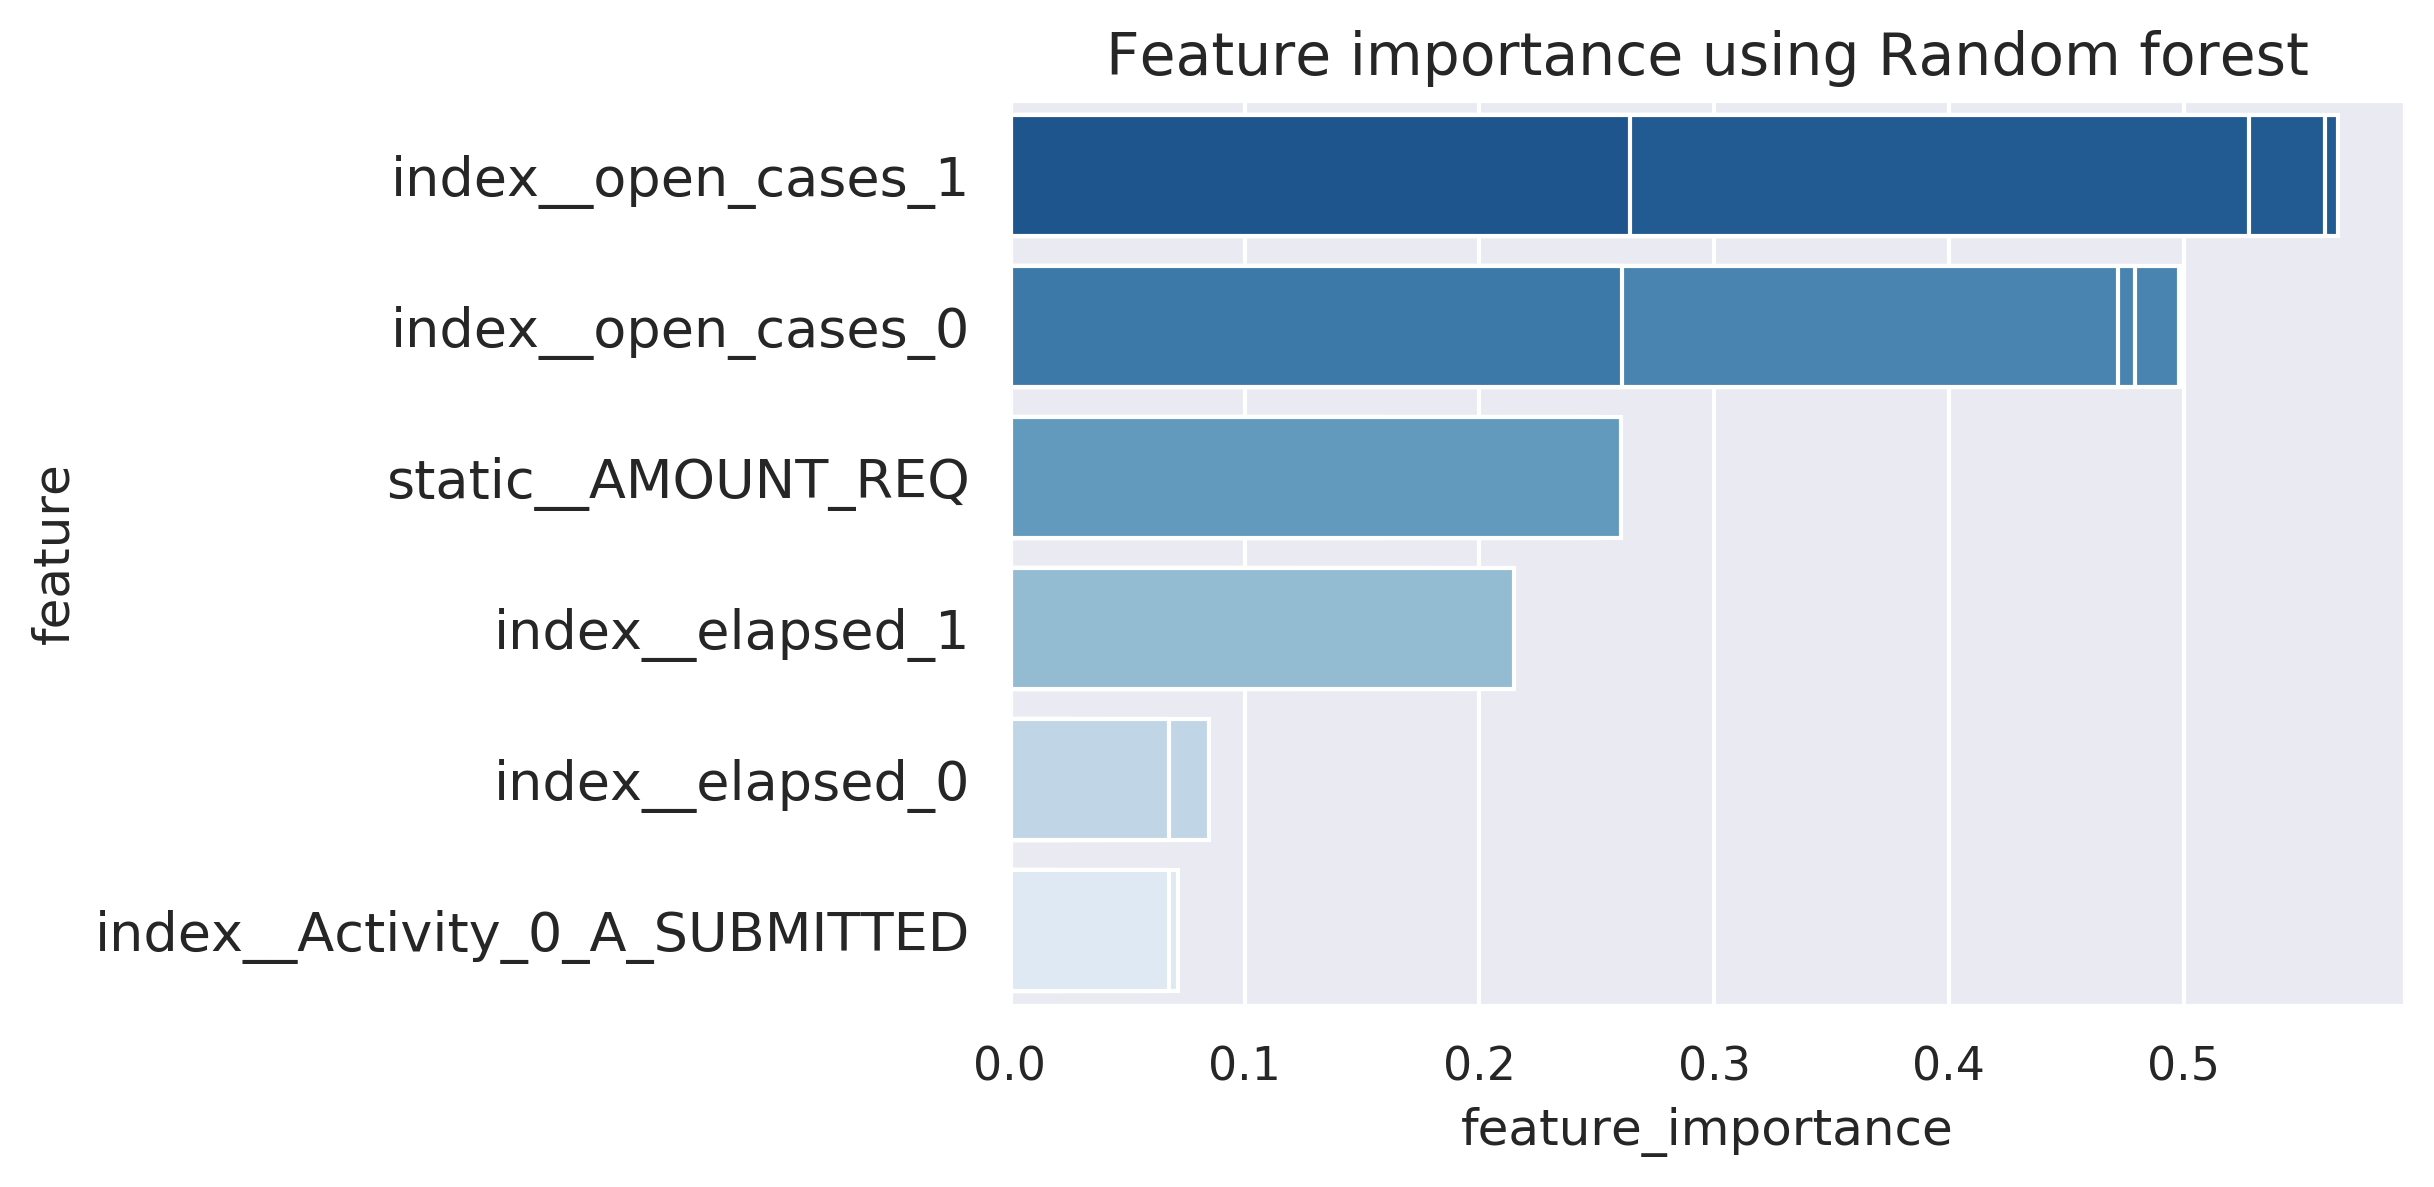 Feature importance using Random forest
index__open_cases_1
index__open_cases_0
static__AMOUNT_REQ
index__elapsed_1
index__elapsed_0
index__Activity_0_A_SUBMITTED
feature
0.0 0.1 0.2 0.3 0.4 0.5
feature_importance